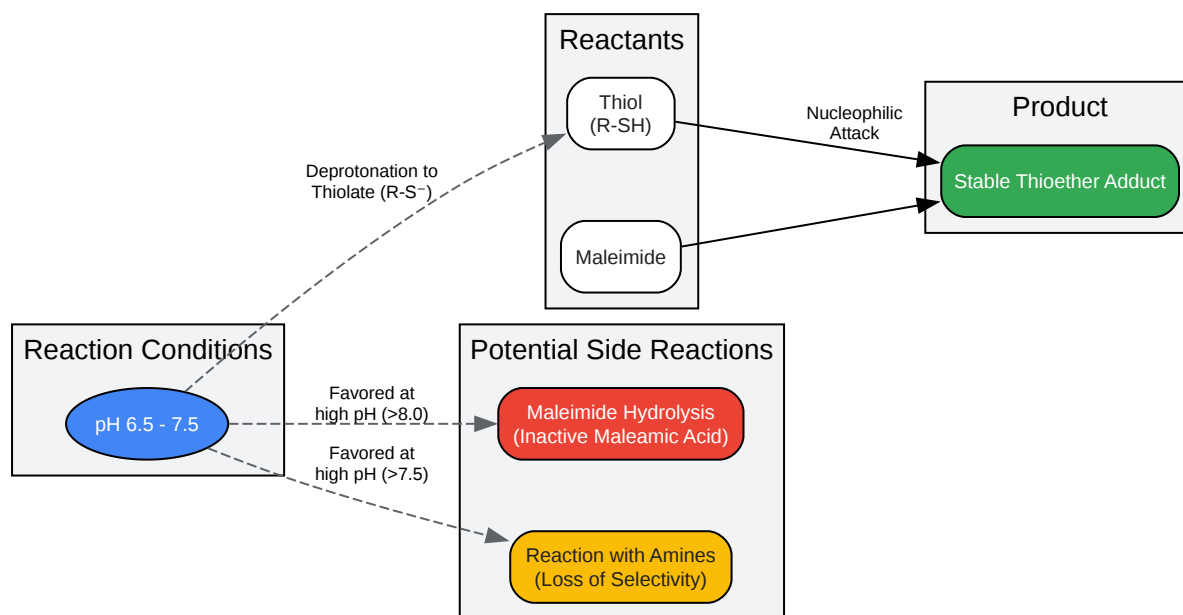 Reactants
Thiol
(R-SH)
Maleimide
Nucleophilic
Attack
Product
Stable Thioether Adduct
Deprotonation to
Thiolate (R-S⁻)
Reaction Conditions
pH 6.5 - 7.5
Favored at
high pH (>8.0)
Favored at
high pH (>7.5)
Potential Side Reactions
Maleimide Hydrolysis
(Inactive Maleamic Acid)
Reaction with Amines
(Loss of Selectivity)